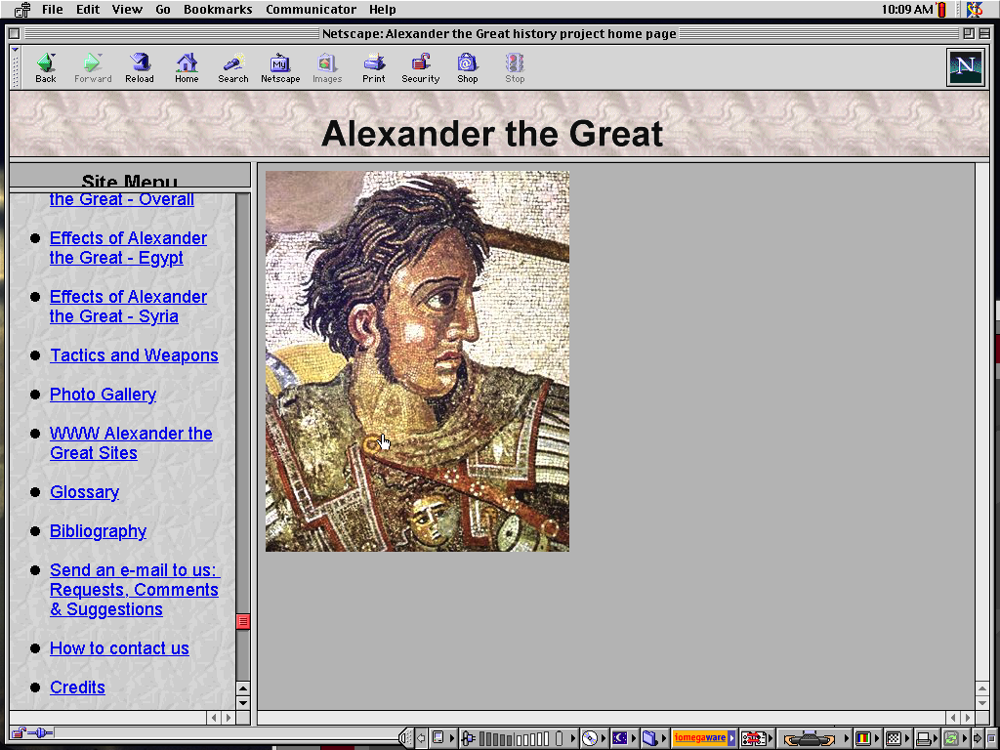 File Edit View Go Bookmarks Communicator Help 10:09 AM
Netscape: Alexander the Great history project home page
My N
Back Forward Reload Home Search Netscape Images Print Security Shop Stop
Alexander the Great
Site Menu
the Great - Overall
Effects of Alexander
the Great - Egypt
Effects of Alexander
the Great - Syria
Tactics and Weapons
Photo Gallery
WWW Alexander the
Great Sites
Glossary
Bibliography
Send an e-mail to us:
Requests, Comments
& Suggestions
How to contact us
Credits
iomegaware